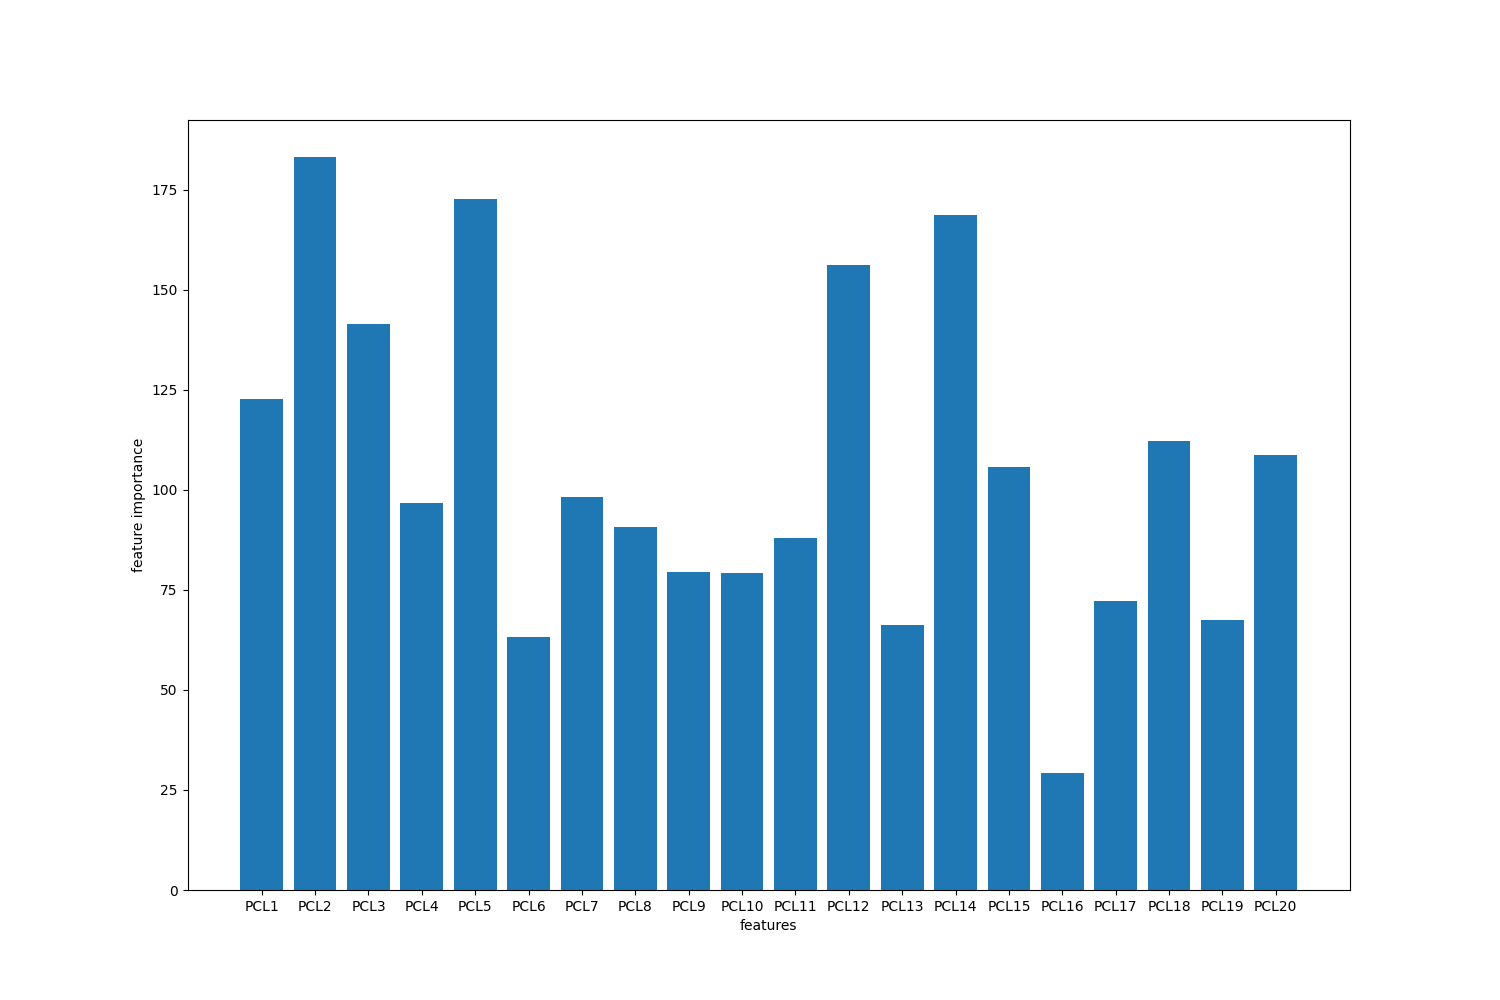 175
150
125
100
75
50
25
0
feature importance
PCL1 PCL2 PCL3 PCL4 PCL5 PCL6 PCL7 PCL8 PCL9 PCL10 PCL11 PCL12 PCL13 PCL14 PCL15 PCL16 PCL17 PCL18 PCL19 PCL20
features